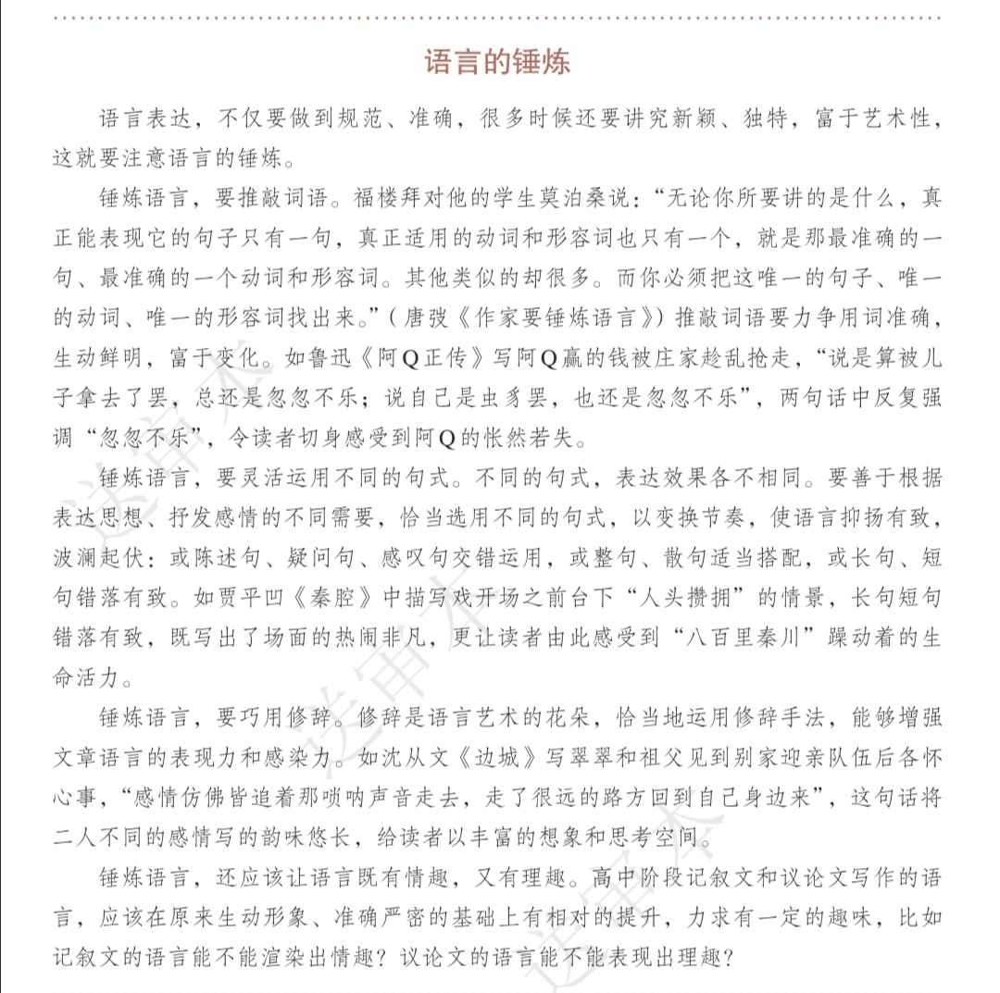 语言的锤炼
语言表达，不仅要做到规范、准确，很多时候还要讲究新颖、独特，富于艺术性，
这就要注意语言的锤炼。
锤炼语言，要推敲词语。福楼拜对他的学生莫泊桑说：“无论你所要讲的是什么，真
正能表现它的句子只有一句，真正适用的动词和形容词也只有一个，就是那最准确的一
句、最准确的一个动词和形容词。其他类似的却很多。而你必须把这唯一的句子、唯一
的动词、唯一的形容词找出来。”（唐弢《作家要锤炼语言》）推敲词语要力争用词准确，
生动鲜明，富于变化。如鲁迅《阿Q正传》写阿Q赢的钱被庄家趁乱抢走，“说是算被儿
子拿去了罢，总还是忽忽不乐；说自己是虫豸罢，也还是忽忽不乐”，两句话中反复强
调“忽忽不乐”，令读者切身感受到阿Q的怅然若失。
锤炼语言，要灵活运用不同的句式。不同的句式，表达效果各不相同。要善于根据
表达思想、抒发感情的不同需要，恰当选用不同的句式，以变换节奏，使语言抑扬有致，
波澜起伏：或陈述句、疑问句、感叹句交错运用，或整句、散句适当搭配，或长句、短
句错落有致。如贾平凹《秦腔》中描写戏开场之前台下“人头攒拥”的情景，长句短句
错落有致，既写出了场面的热闹非凡，更让读者由此感受到“八百里秦川”躁动着的生
命活力。
锤炼语言，要巧用修辞。修辞是语言艺术的花朵，恰当地运用修辞手法，能够增强
文章语言的表现力和感染力。如沈从文《边城》写翠翠和祖父见到别家迎亲队伍后各怀
心事，“感情仿佛皆追着那唢呐声音走去，走了很远的路方回到自己身边来”，这句话将
二人不同的感情写的韵味悠长，给读者以丰富的想象和思考空间。
锤炼语言，还应该让语言既有情趣，又有理趣。高中阶段记叙文和议论文写作的语
言，应该在原来生动形象、准确严密的基础上有相对的提升，力求有一定的趣味，比如
记叙文的语言能不能渲染出情趣？议论文的语言能不能表现出理趣？
送审本
送审本
送审本